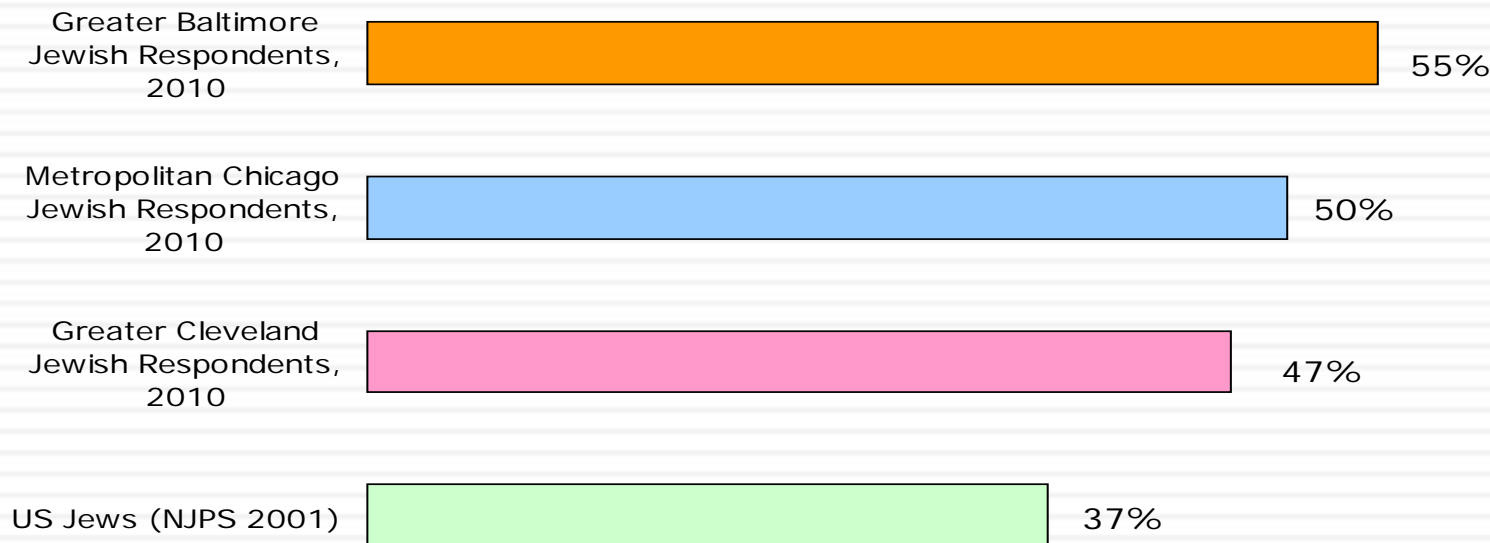 Greater Baltimore
Jewish Respondents,
2010
55%
Metropolitan Chicago
Jewish Respondents,
2010
50%
Greater Cleveland
Jewish Respondents,
2010
47%
US Jews (NJPS 2001)
37%